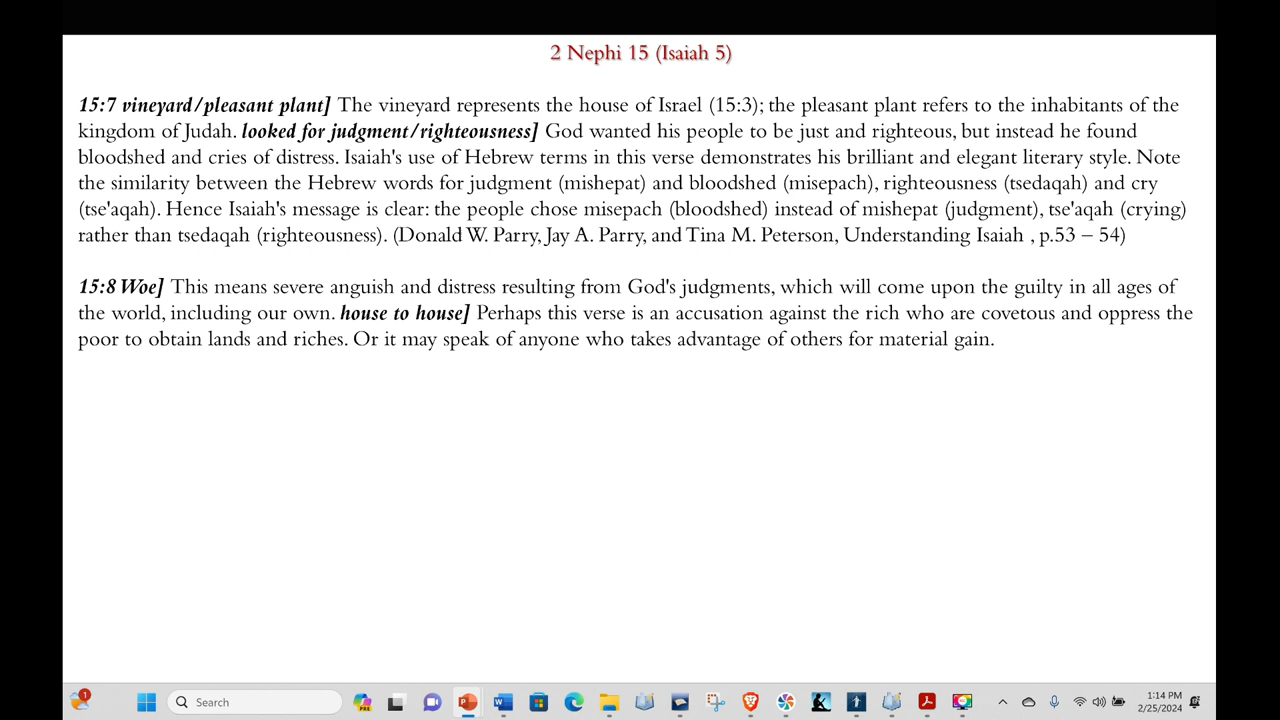 2 Nephi 15 (Isaiah 5)
15:7 vineyard/pleasant plant] The vineyard represents the house of Israel (15:3); the pleasant plant refers to the inhabitants of the
kingdom of Judah. looked for judgment/righteousness] God wanted his people to be just and righteous, but instead he found
bloodshed and cries of distress. Isaiah's use of Hebrew terms in this verse demonstrates his brilliant and elegant literary style. Note
the similarity between the Hebrew words for judgment (mishepat) and bloodshed (misepach), righteousness (tsedaqah) and cry
(tse'aqah). Hence Isaiah's message is clear: the people chose misepach (bloodshed) instead of mishepat (judgment), tse'aqah (crying)
rather than tsedaqah (righteousness). (Donald W. Parry, Jay A. Parry, and Tina M. Peterson, Understanding Isaiah , p.53 – 54)
15:8 Woe] This means severe anguish and distress resulting from God's judgments, which will come upon the guilty in all ages of
the world, including our own. house to house] Perhaps this verse is an accusation against the rich who are covetous and oppress the
poor to obtain lands and riches. Or it may speak of anyone who takes advantage of others for material gain.
1
Search
PRE
1:14 PM
2/25/2024